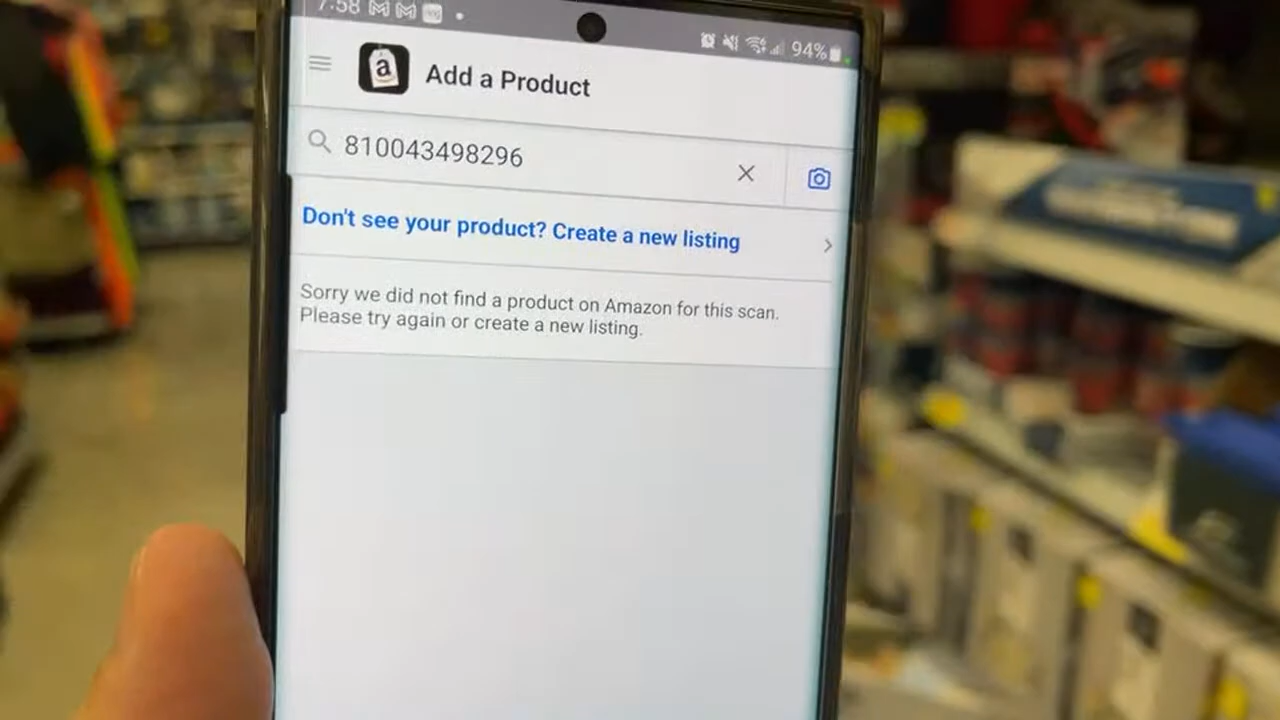 7:58
94%
a
Add a Product
810043498296
Don't see your product? Create a new listing
Sorry we did not find a product on Amazon for this scan.
Please try again or create a new listing.